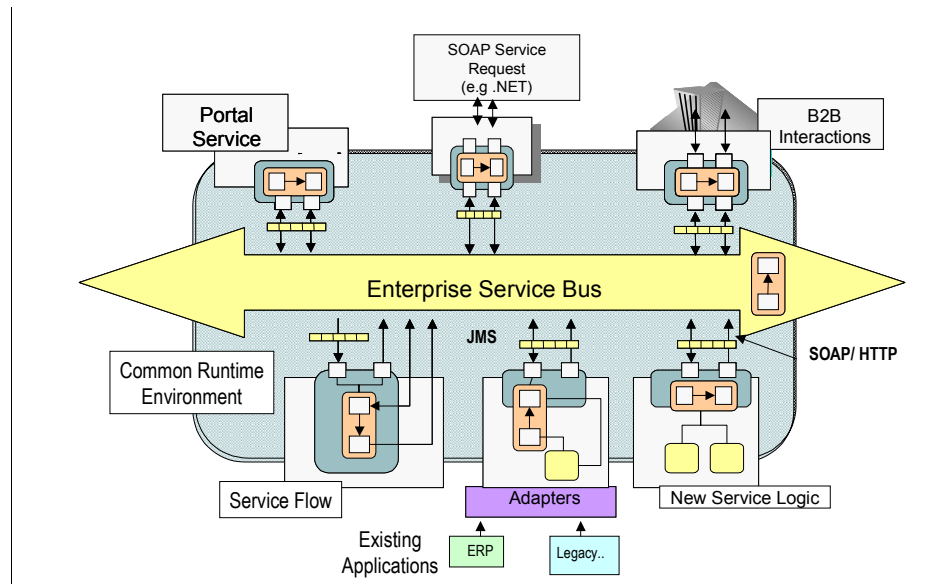 SOAP Service
Request
(e.g .NET)
Portal
Service
B2B
Interactions
Enterprise Service Bus
JMS
SOAP/ HTTP
Common Runtime
Environment
Service Flow
Adapters
New Service Logic
Existing
Applications
ERP
Legacy..